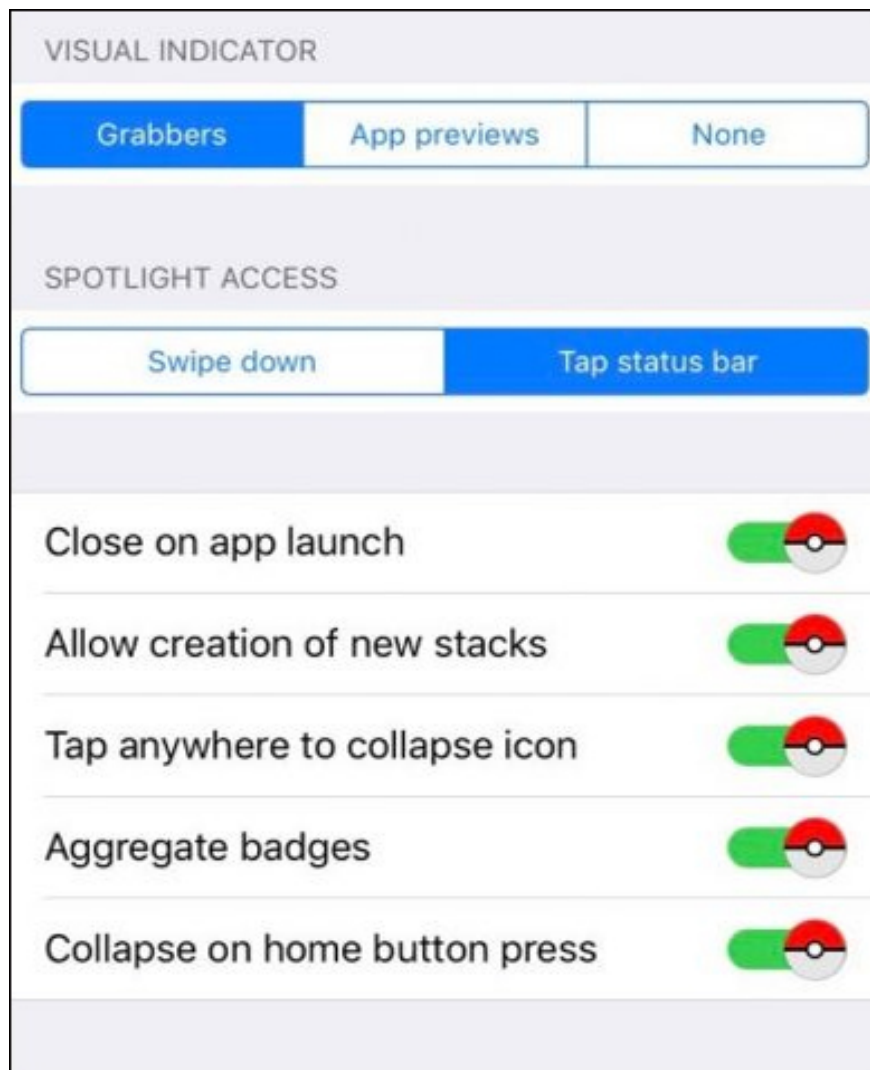 VISUAL INDICATOR
Grabbers App previews None
SPOTLIGHT ACCESS
Swipe down Tap status bar
Close on app launch
Allow creation of new stacks
Tap anywhere to collapse icon
Aggregate badges
Collapse on home button press